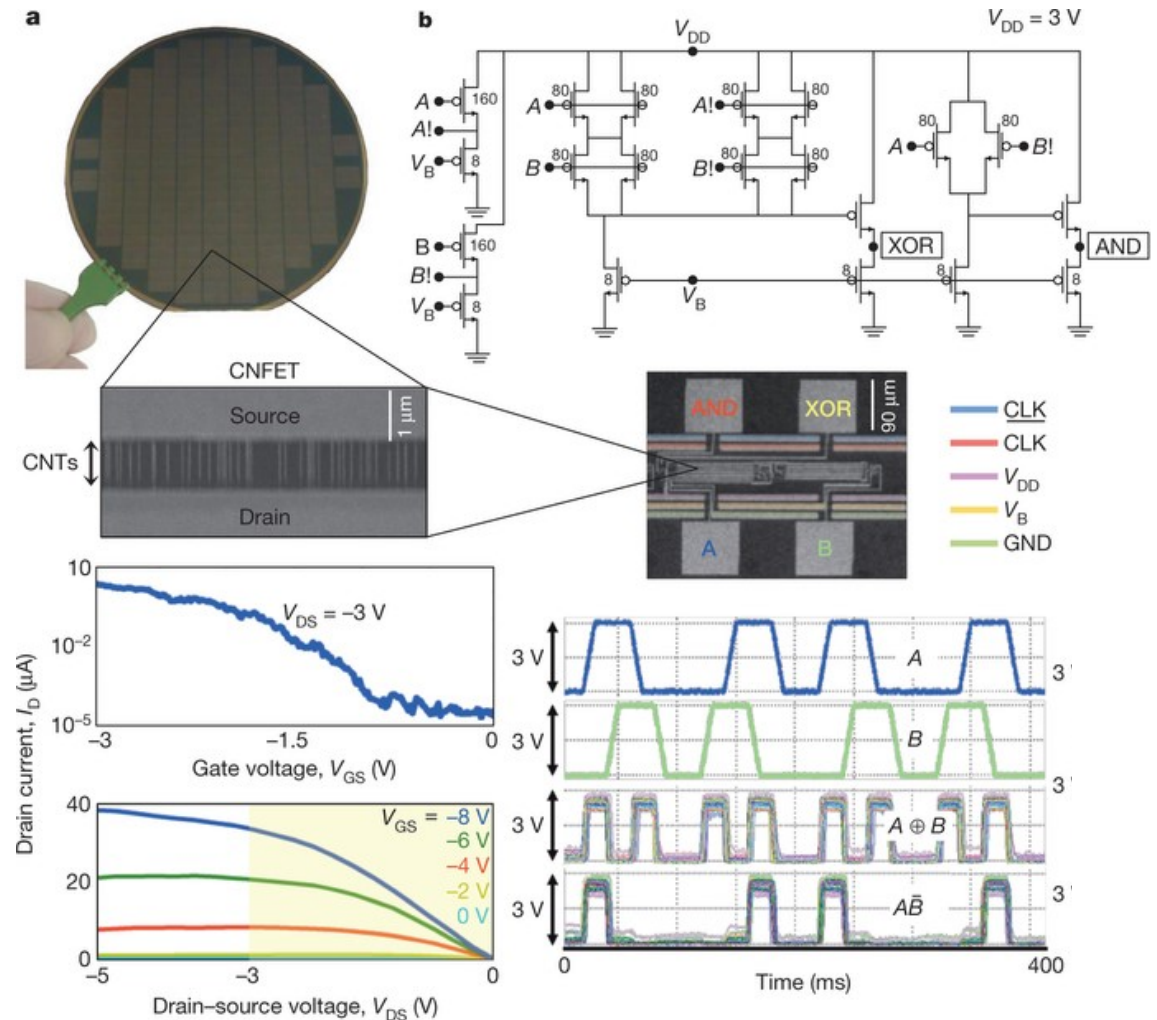 a
b
V_DD
V_DD = 3 V
A
160
A!
V_B
8
B
160
B!
V_B
8
A
80
80
B
80
80
A!
80
80
B!
80
80
A
80
80
B!
XOR
AND
8
V_B
8
8
8
CNFET
Source
1 μm
CNTs
Drain
AND
XOR
90 μm
A
B
CLK
CLK
V_DD
V_B
GND
10
10⁻²
10⁻⁵
V_DS = −3 V
−3
−1.5
0
Gate voltage, V_GS (V)
Drain current, I_D (μA)
40
20
0
V_GS = −8 V
−6 V
−4 V
−2 V
0 V
−5
−3
0
Drain–source voltage, V_DS (V)
3 V
A
3 V
3 V
B
3 V
3 V
A ⊕ B
3 V
3 V
AB̄
0
400
Time (ms)